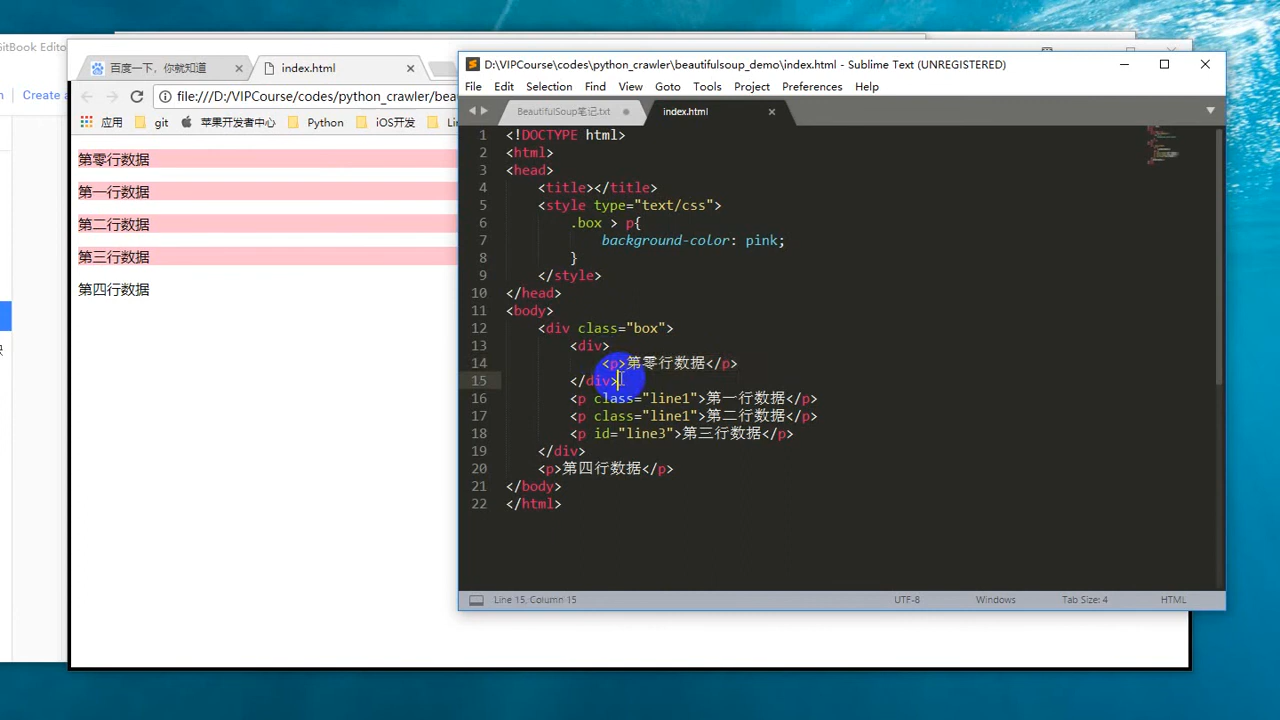 GitBook Edito
Create a
百度一下，你就知道
index.html
file:///D:/VIPCourse/codes/python_crawler/bea
应用
git
苹果开发者中心
Python
iOS开发
第零行数据
第一行数据
第二行数据
第三行数据
第四行数据
D:\VIPCourse\codes\python_crawler\beautifulsoup_demo\index.html - Sublime Text (UNREGISTERED)
File Edit Selection Find View Goto Tools Project Preferences Help
BeautifulSoup笔记.txt
index.html
1 <!DOCTYPE html>
2 <html>
3 <head>
4 <title></title>
5 <style type="text/css">
6 .box > p{
7 background-color: pink;
8 }
9 </style>
10 </head>
11 <body>
12 <div class="box">
13 <div>
14 <p>第零行数据</p>
15 </div>
16 <p class="line1">第一行数据</p>
17 <p class="line1">第二行数据</p>
18 <p id="line3">第三行数据</p>
19 </div>
20 <p>第四行数据</p>
21 </body>
22 </html>
Line 15, Column 15
UTF-8
Windows
Tab Size: 4
HTML